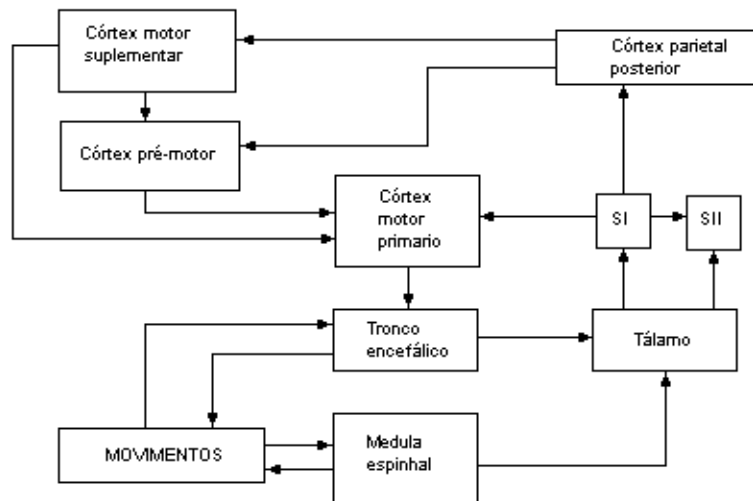 Córtex motor
suplementar
Córtex parietal
posterior
Córtex pré-motor
Córtex
motor
primario
SI
SII
Tronco
encefálico
Tálamo
MOVIMENTOS
Medula
espinhal